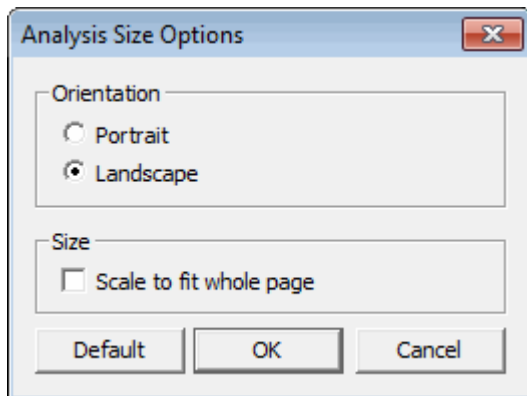 Analysis Size Options
Orientation
Portrait
Landscape
Size
Scale to fit whole page
Default OK Cancel